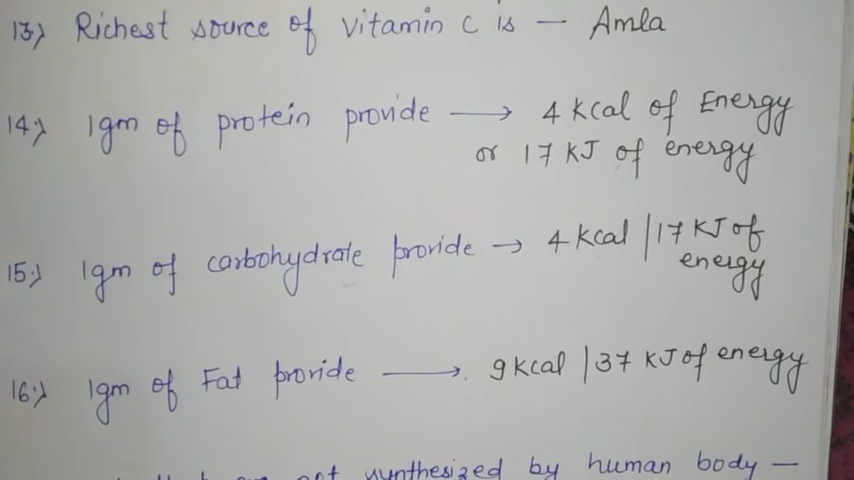 13) Richest source of vitamin C is — Amla
14:) 1gm of protein provide → 4 Kcal of Energy
or 17 KJ of energy
15:) 1gm of carbohydrate provide → 4 Kcal | 17 KJ of
energy
16:) 1gm of Fat provide → 9 Kcal | 37 KJ of energy
not synthesized by human body —